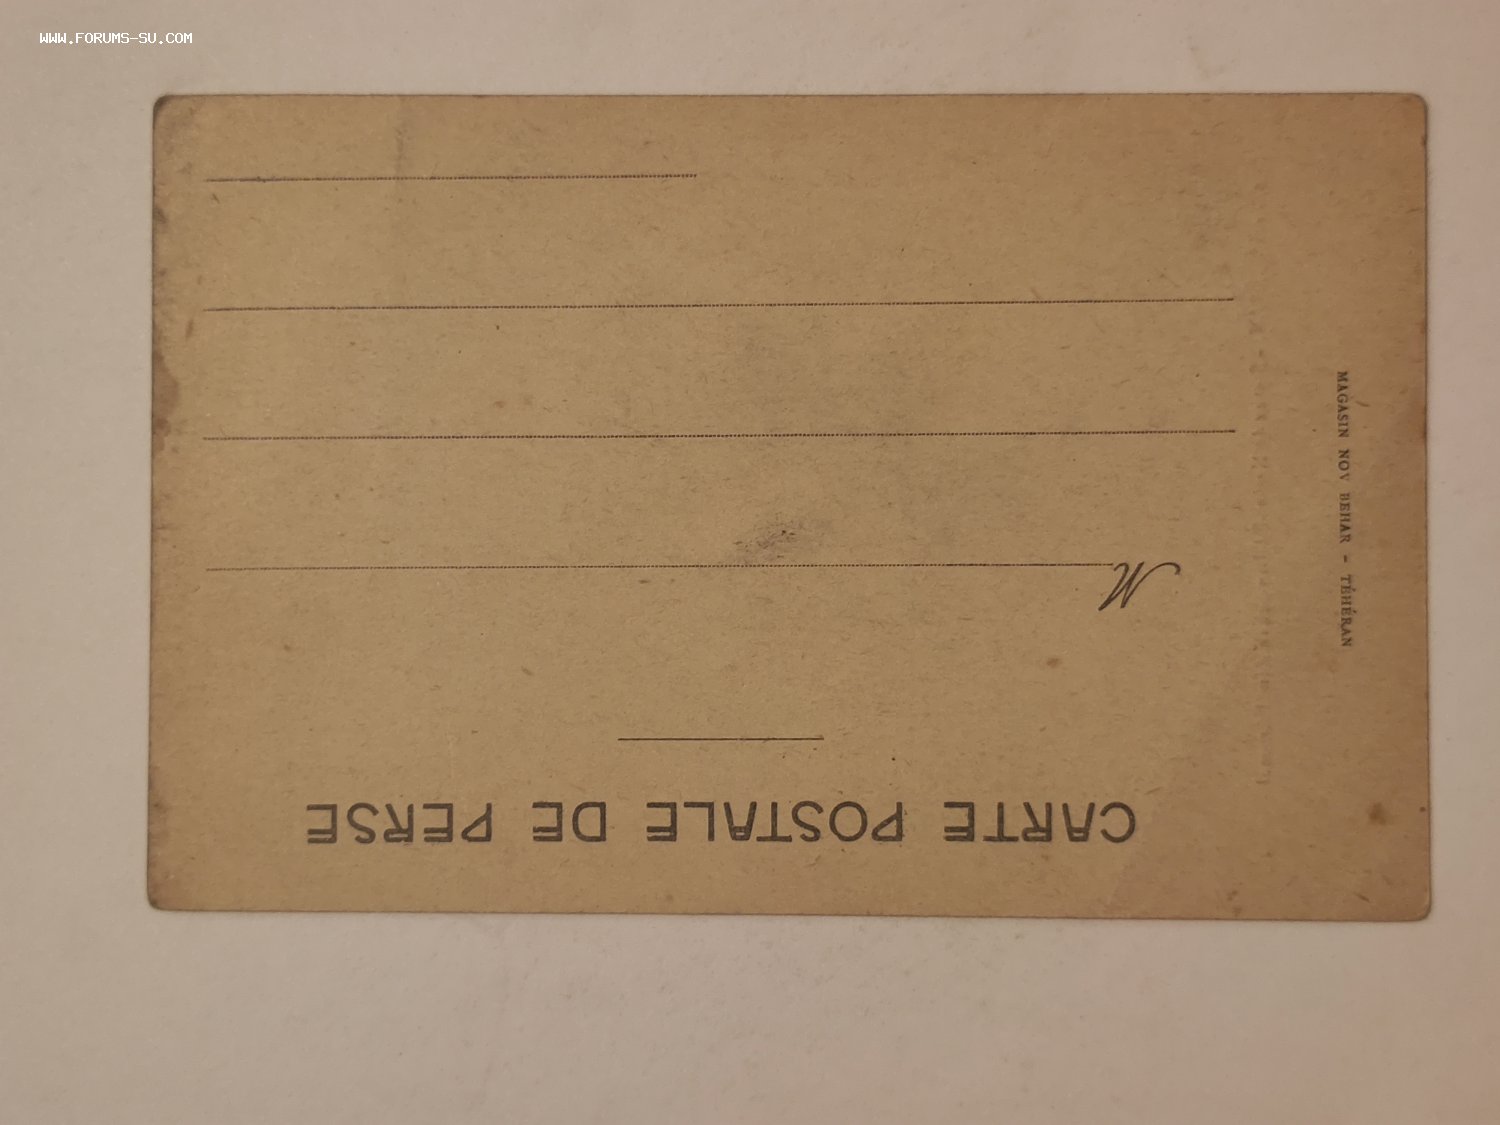 WWW.FORUMS-SU.COM
CARTE POSTALE DE PERSE
M
MAGASIN NOV BEHAR - TÉHÉRAN